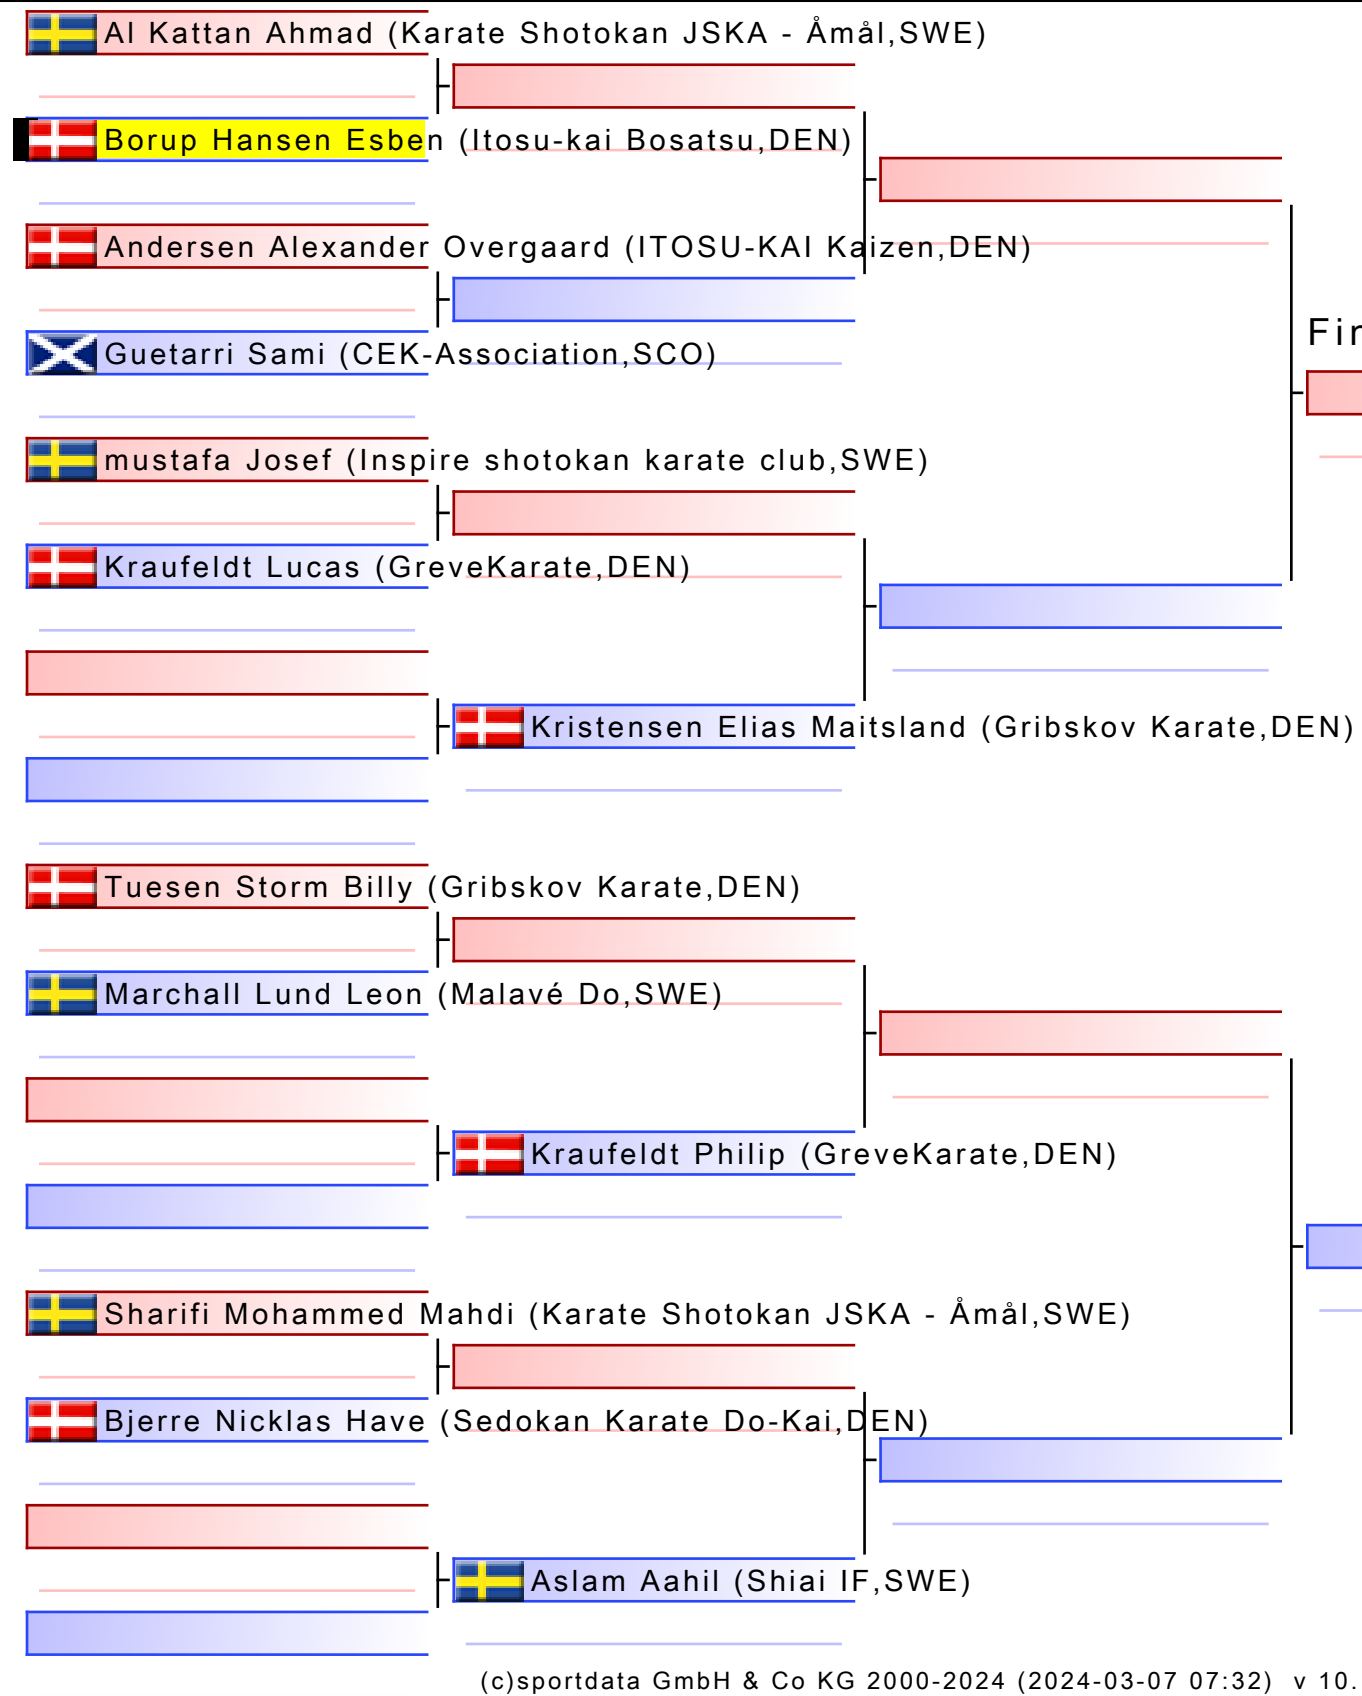 Al Kattan Ahmad (Karate Shotokan JSKA - Åmål,SWE)
Borup Hansen Esben (Itosu-kai Bosatsu,DEN)
Andersen Alexander Overgaard (ITOSU-KAI Kaizen,DEN)
Guetarri Sami (CEK-Association,SCO)
mustafa Josef (Inspire shotokan karate club,SWE)
Kraufeldt Lucas (GreveKarate,DEN)
Kristensen Elias Maitsland (Gribskov Karate,DEN)
Tuesen Storm Billy (Gribskov Karate,DEN)
Marchall Lund Leon (Malavé Do,SWE)
Kraufeldt Philip (GreveKarate,DEN)
Sharifi Mohammed Mahdi (Karate Shotokan JSKA - Åmål,SWE)
Bjerre Nicklas Have (Sedokan Karate Do-Kai,DEN)
Aslam Aahil (Shiai IF,SWE)
(c)sportdata GmbH & Co KG 2000-2024 (2024-03-07 07:32) v 10.